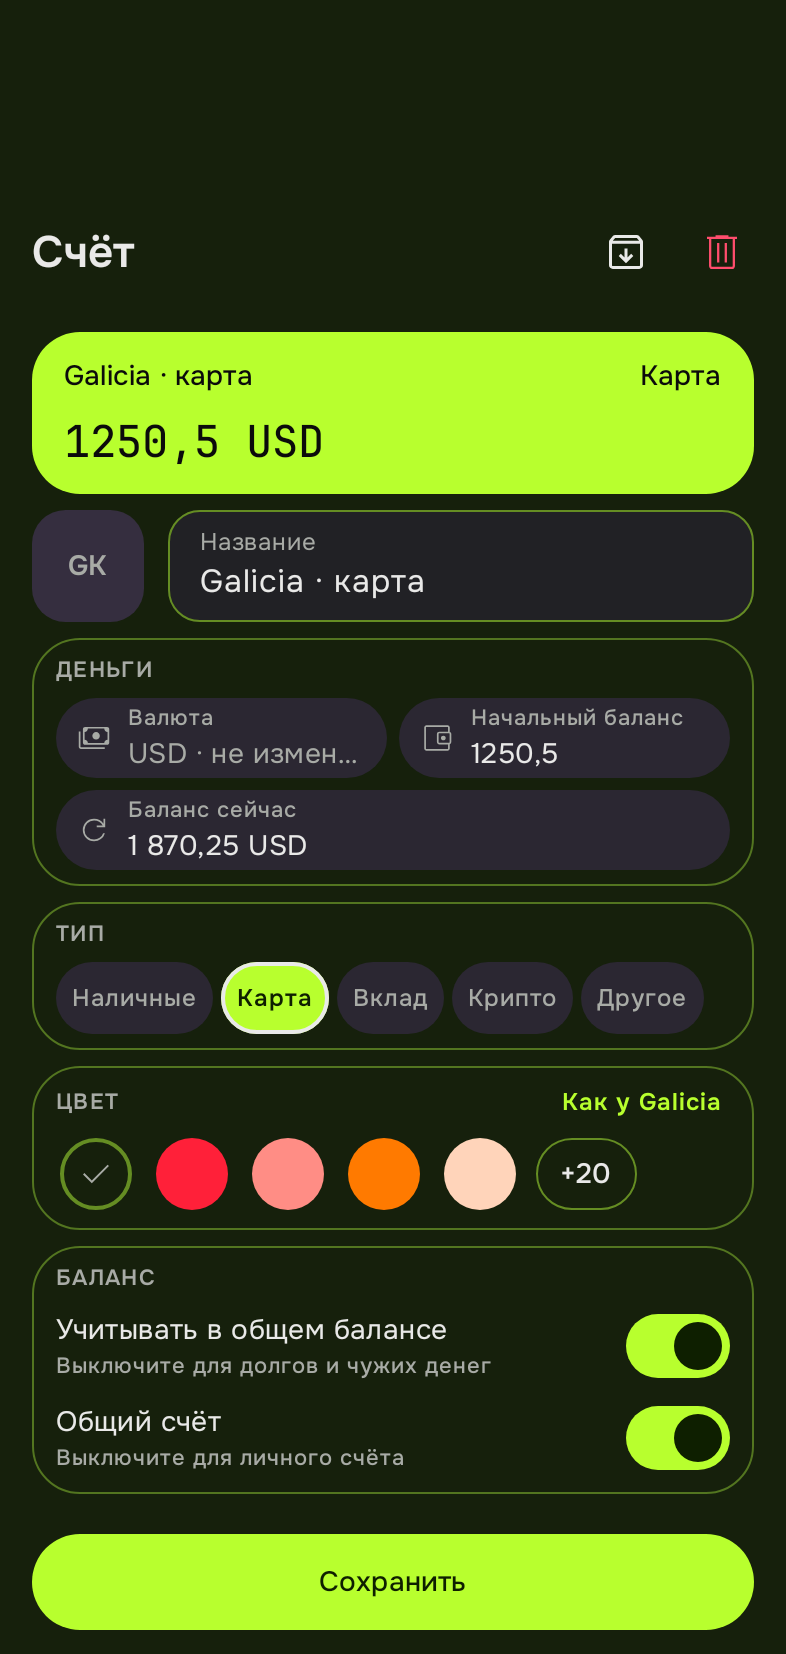 Счёт
Galicia · карта
Карта
1250,5 USD
GK
Название
Galicia · карта
ДЕНЬГИ
Валюта
USD · не измен...
Начальный баланс
1250,5
Баланс сейчас
1 870,25 USD
ТИП
Наличные
Карта
Вклад
Крипто
Другое
ЦВЕТ
Как у Galicia
+20
БАЛАНС
Учитывать в общем балансе
Выключите для долгов и чужих денег
Общий счёт
Выключите для личного счёта
Сохранить